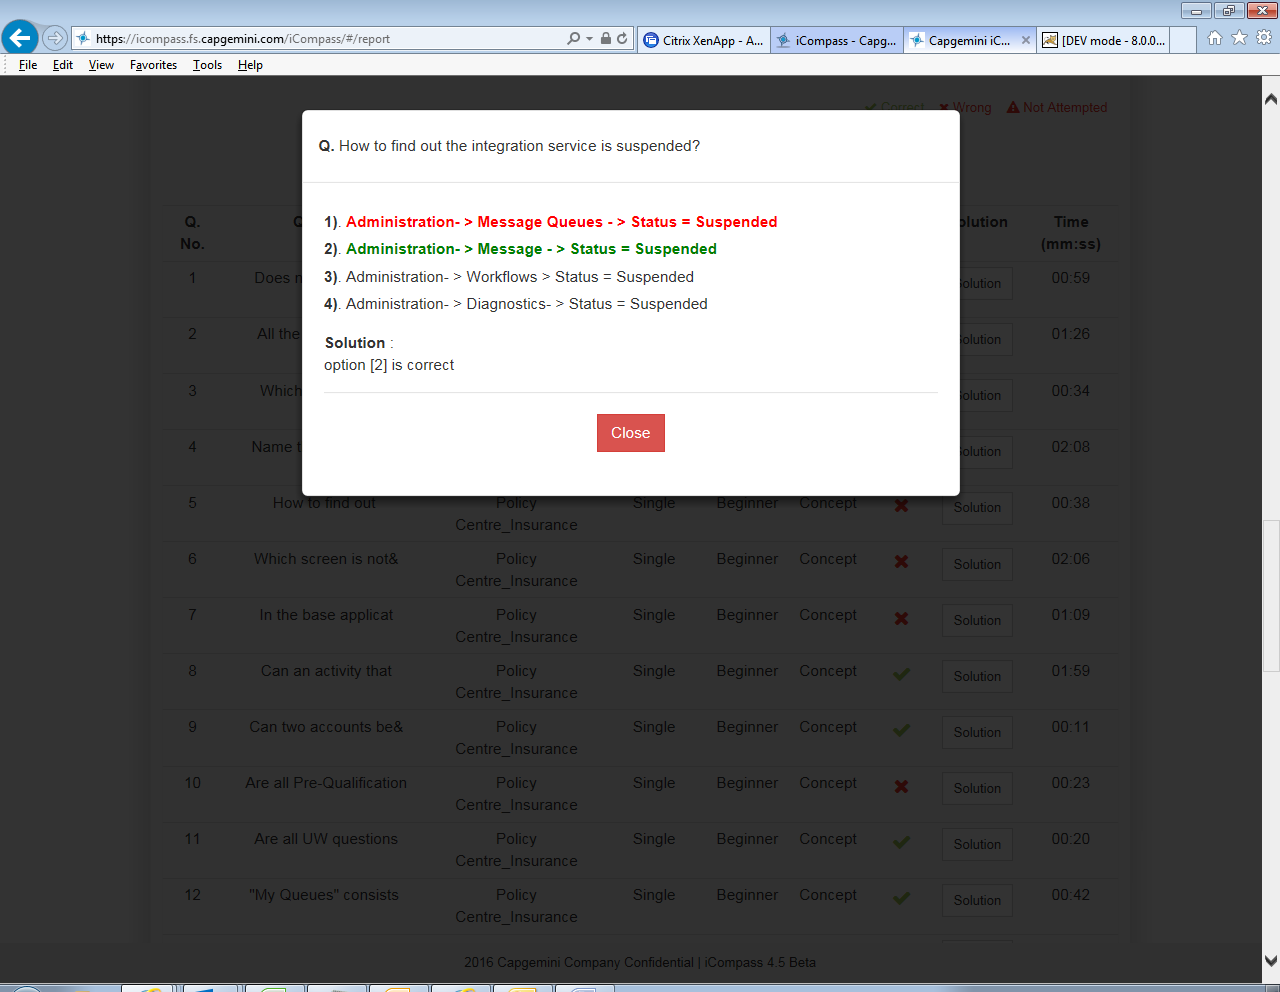 https://icompass.fs.capgemini.com/iCompass/#/report
Citrix XenApp - A...
iCompass - Capg...
Capgemini iC...
[DEV mode - 8.0.0...
File Edit View Favorites Tools Help
Correct Wrong Not Attempted
Q. How to find out the integration service is suspended?
1). Administration- > Message Queues - > Status = Suspended
2). Administration- > Message - > Status = Suspended
3). Administration- > Workflows > Status = Suspended
4). Administration- > Diagnostics- > Status = Suspended
Solution :
option [2] is correct
Close
Q. Time
No. (mm:ss)
1 Does 00:59
2 All the 01:26
3 Which 00:34
4 Name 02:08
5 How to find out Policy Single Beginner Concept Solution 00:38
Centre_Insurance
6 Which screen is not& Policy Single Beginner Concept Solution 02:06
Centre_Insurance
7 In the base applicat Policy Single Beginner Concept Solution 01:09
Centre_Insurance
8 Can an activity that Policy Single Beginner Concept Solution 01:59
Centre_Insurance
9 Can two accounts be& Policy Single Beginner Concept Solution 00:11
Centre_Insurance
10 Are all Pre-Qualification Policy Single Beginner Concept Solution 00:23
Centre_Insurance
11 Are all UW questions Policy Single Beginner Concept Solution 00:20
Centre_Insurance
12 "My Queues" consists Policy Single Beginner Concept Solution 00:42
Centre_Insurance
2016 Capgemini Company Confidential | iCompass 4.5 Beta